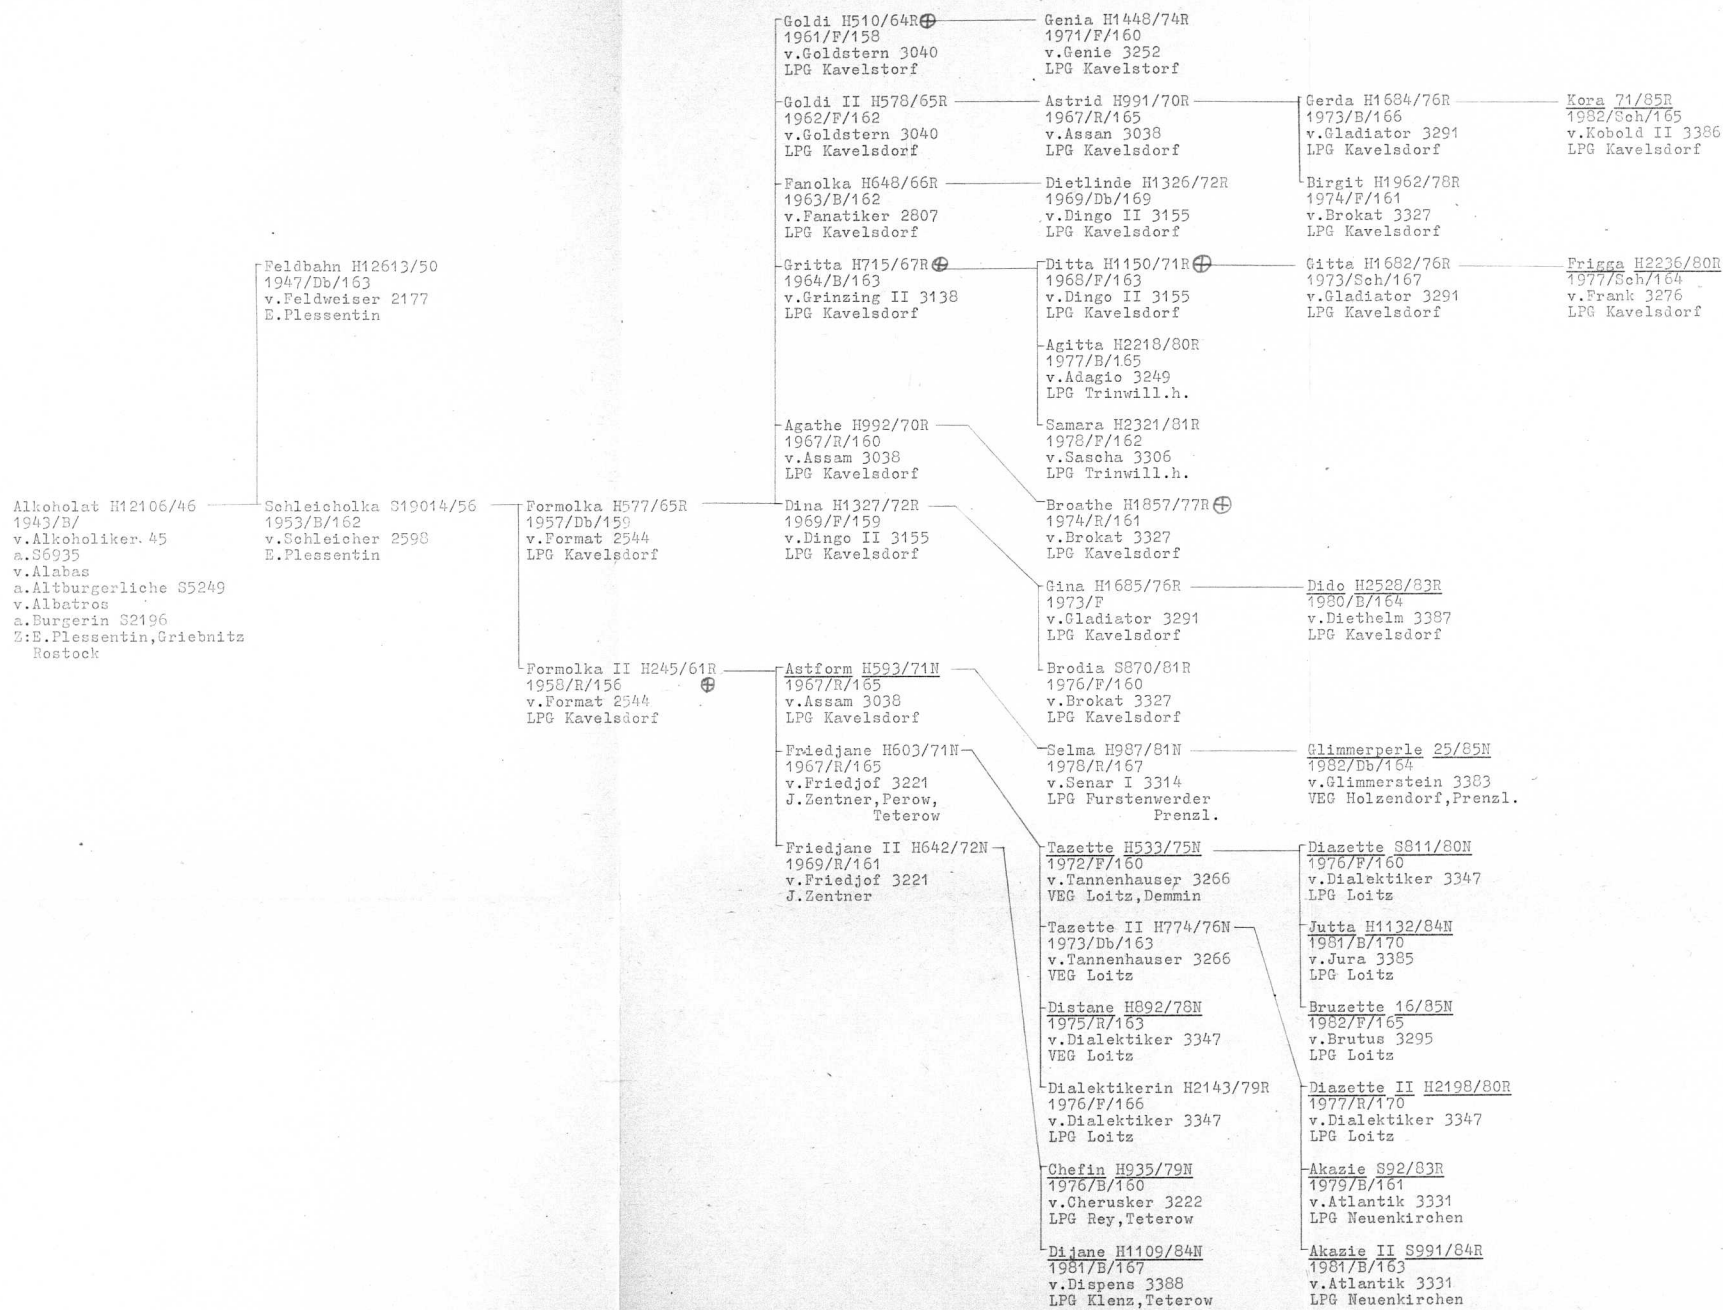 Alkoholat H12106/46
1943/B/
v.Alkoholiker 45
a.S6935
v.Alabas
a.Altburgerliche S5249
v.Albatros
a.Burgerin S2196
Z:E.Plessentin,Griebnitz
Rostock
Feldbahn H12613/50
1947/Db/163
v.Feldweiser 2177
E.Plessentin
Schleicholka S19014/56
1953/B/162
v.Schleicher 2598
E.Plessentin
Formolka H577/65R
1957/Db/159
v.Format 2544
LPG Kavelsdorf
Formolka II H245/61R
1958/R/156
v.Format 2544
LPG Kavelsdorf
Goldi H510/64R
1961/F/158
v.Goldstern 3040
LPG Kavelstorf
Goldi II H578/65R
1962/F/162
v.Goldstern 3040
LPG Kavelsdorf
Fanolka H648/66R
1963/B/162
v.Fanatiker 2807
LPG Kavelsdorf
Gritta H715/67R
1964/B/163
v.Grinzing II 3138
LPG Kavelsdorf
Agathe H992/70R
1967/R/160
v.Assam 3038
LPG Kavelsdorf
Dina H1327/72R
1969/F/159
v.Dingo II 3155
LPG Kavelsdorf
Astform H593/71N
1967/R/165
v.Assam 3038
LPG Kavelsdorf
Friedjane H603/71N
1967/R/165
v.Friedjof 3221
J.Zentner,Perow,
Teterow
Friedjane II H642/72N
1969/R/161
v.Friedjof 3221
J.Zentner
Genia H1448/74R
1971/F/160
v.Genie 3252
LPG Kavelstorf
Astrid H991/70R
1967/R/165
v.Assan 3038
LPG Kavelsdorf
Dietlinde H1326/72R
1969/Db/169
v.Dingo II 3155
LPG Kavelsdorf
Ditta H1150/71R
1968/F/163
v.Dingo II 3155
LPG Kavelsdorf
Agitta H2218/80R
1977/B/165
v.Adagio 3249
LPG Trinwill.h.
Samara H2321/81R
1978/F/162
v.Sascha 3306
LPG Trinwill.h.
Broathe H1857/77R
1974/R/161
v.Brokat 3327
LPG Kavelsdorf
Gina H1685/76R
1973/F
v.Gladiator 3291
LPG Kavelsdorf
Brodia S870/81R
1976/F/160
v.Brokat 3327
LPG Kavelsdorf
Selma H987/81N
1978/R/167
v.Senar I 3314
LPG Furstenwerder
Prenzl.
Tazette H533/75N
1972/F/160
v.Tannenhauser 3266
VEG Loitz,Demmin
Tazette II H774/76N
1973/Db/163
v.Tannenhauser 3266
VEG Loitz
Distane H892/78N
1975/R/163
v.Dialektiker 3347
VEG Loitz
Dialektikerin H2143/79R
1976/F/166
v.Dialektiker 3347
LPG Loitz
Chefin H935/79N
1976/B/160
v.Cherusker 3222
LPG Rey,Teterow
Dijane H1109/84N
1981/B/167
v.Dispens 3388
LPG Klenz,Teterow
Gerda H1684/76R
1973/B/166
v.Gladiator 3291
LPG Kavelsdorf
Birgit H1962/78R
1974/F/161
v.Brokat 3327
LPG Kavelsdorf
Gitta H1682/76R
1973/Sch/167
v.Gladiator 3291
LPG Kavelsdorf
Dido H2528/83R
1980/B/164
v.Diethelm 3387
LPG Kavelsdorf
Glimmerperle 25/85N
1982/Db/164
v.Glimmerstein 3383
VEG Holzendorf,Prenzl.
Diazette S811/80N
1976/F/160
v.Dialektiker 3347
LPG Loitz
Jutta H1132/84N
1981/B/170
v.Jura 3385
LPG Loitz
Bruzette 16/85N
1982/F/165
v.Brutus 3295
LPG Loitz
Diazette II H2198/80R
1977/R/170
v.Dialektiker 3347
LPG Loitz
Akazie S92/83R
1979/B/161
v.Atlantik 3331
LPG Neuenkirchen
Akazie II S991/84R
1981/B/163
v.Atlantik 3331
LPG Neuenkirchen
Kora 71/85R
1982/Sch/165
v.Kobold II 3386
LPG Kavelsdorf
Frigga H2236/80R
1977/Sch/164
v.Frank 3276
LPG Kavelsdorf